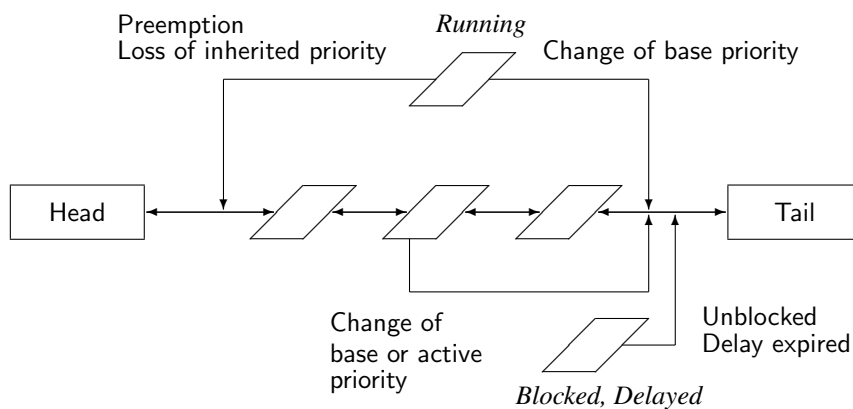 Preemption
Loss of inherited priority
Running
Change of base priority
Head
Tail
Change of
base or active
priority
Unblocked
Delay expired
Blocked, Delayed